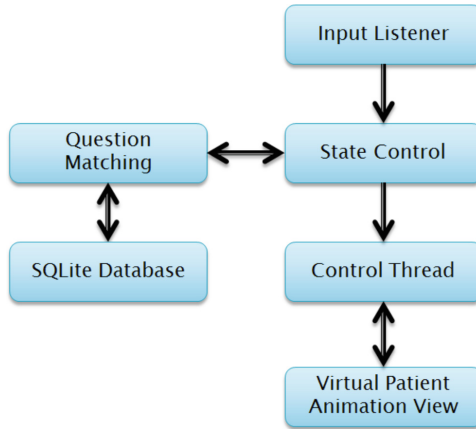 Input Listener
Question
Matching
State Control
SQLite Database
Control Thread
Virtual Patient
Animation View